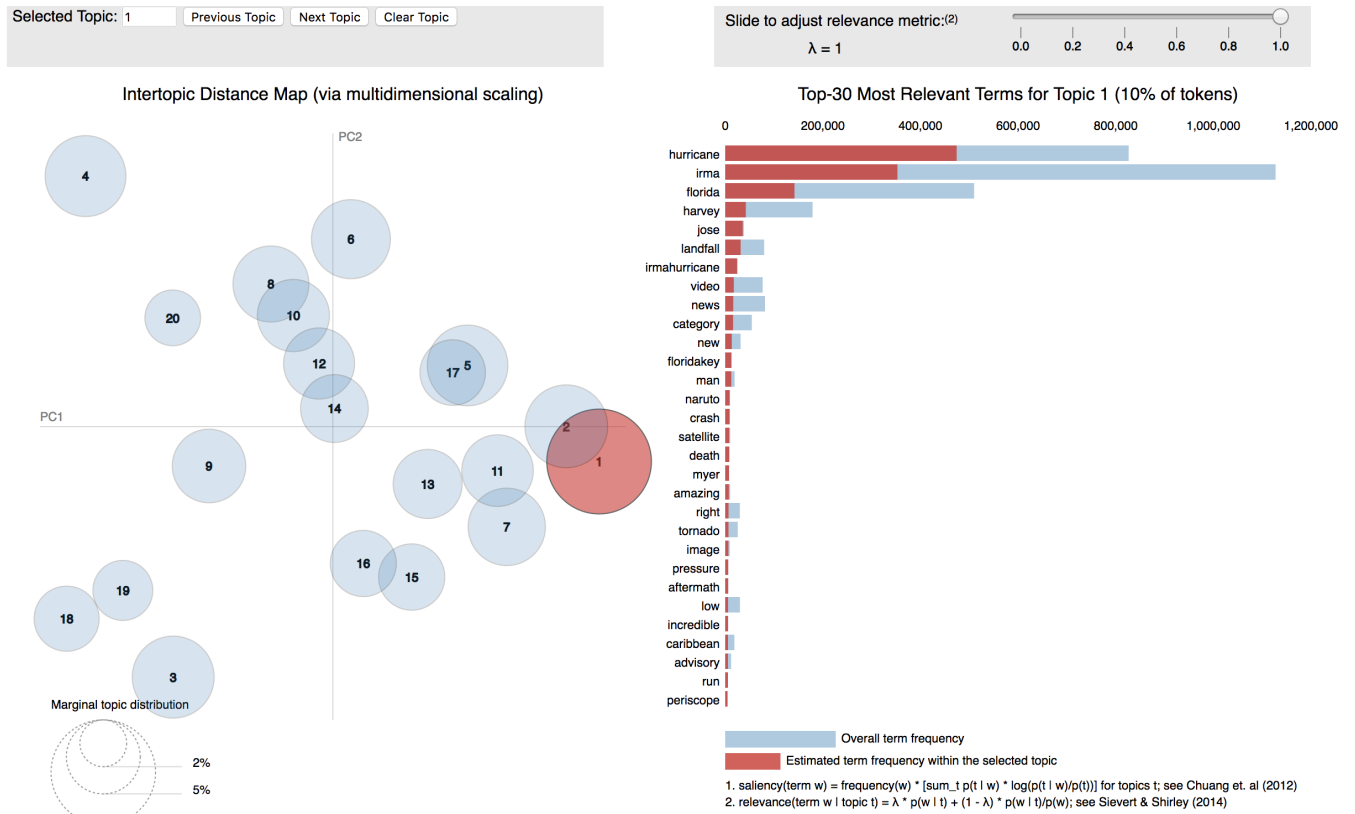 Selected Topic: 1 Previous Topic Next Topic Clear Topic
Slide to adjust relevance metric:(2)
λ = 1
0.0 0.2 0.4 0.6 0.8 1.0
Intertopic Distance Map (via multidimensional scaling)
PC2
PC1
4
6
8
10
20
12
17
5
14
2
1
9
13
11
7
16
15
19
18
3
Marginal topic distribution
2%
5%
Top-30 Most Relevant Terms for Topic 1 (10% of tokens)
0 200,000 400,000 600,000 800,000 1,000,000 1,200,000
hurricane
irma
florida
harvey
jose
landfall
irmahurricane
video
news
category
new
floridakey
man
naruto
crash
satellite
death
myer
amazing
right
tornado
image
pressure
aftermath
low
incredible
caribbean
advisory
run
periscope
Overall term frequency
Estimated term frequency within the selected topic
1. saliency(term w) = frequency(w) * [sum_t p(t | w) * log(p(t | w)/p(t))] for topics t; see Chuang et. al (2012)
2. relevance(term w | topic t) = λ * p(w | t) + (1 - λ) * p(w | t)/p(w); see Sievert & Shirley (2014)